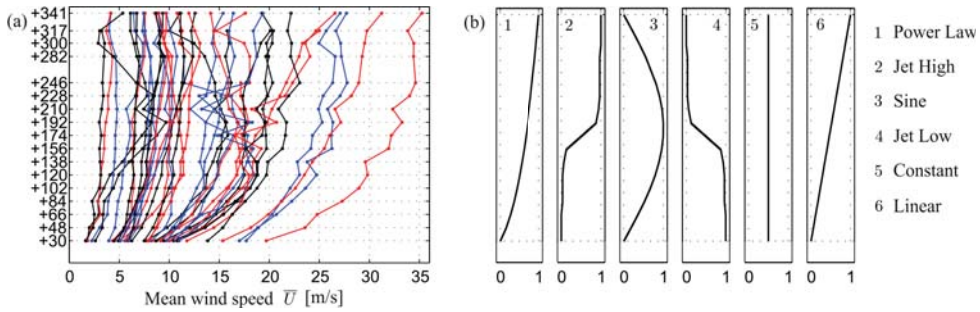 (a)
+341
+317
+300
+282
+246
+228
+210
+192
+174
+156
+138
+120
+102
+84
+66
+48
+30
0 5 10 15 20 25 30 35
Mean wind speed U [m/s]
(b)
1 2 3 4 5 6
0 1 0 1 0 1 0 1 0 1 0 1
1 Power Law
2 Jet High
3 Sine
4 Jet Low
5 Constant
6 Linear